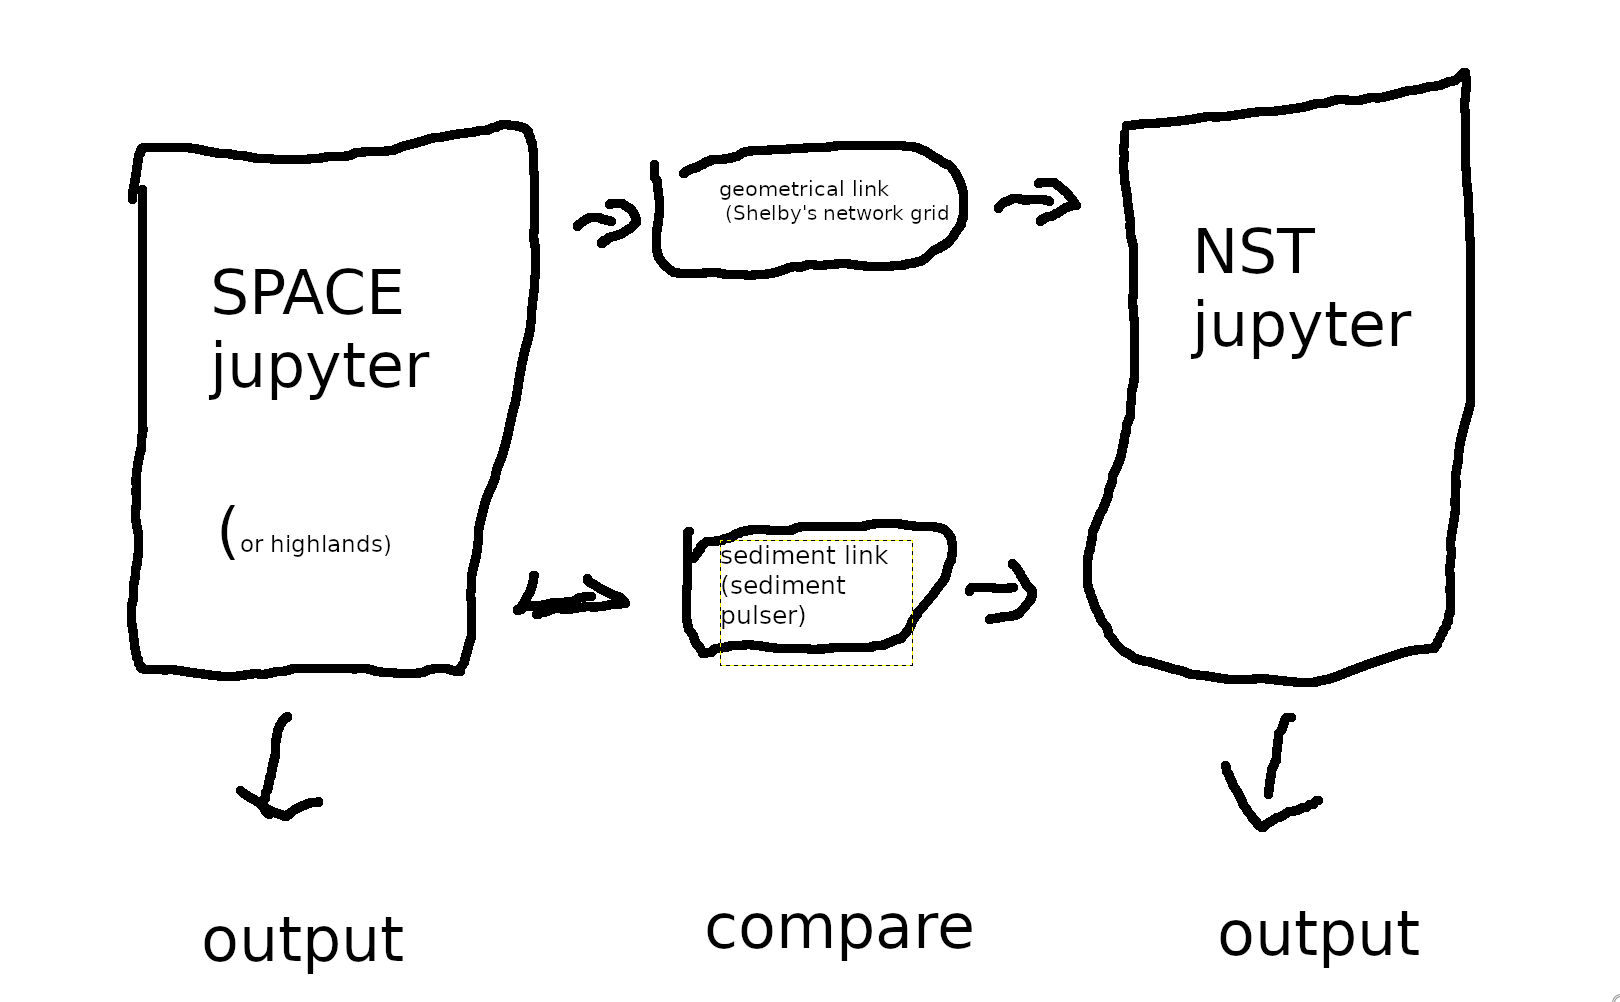 SPACE
jupyter
(or highlands)
geometrical link
(Shelby's network grid
sediment link
(sediment
pulser)
NST
jupyter
output
compare
output